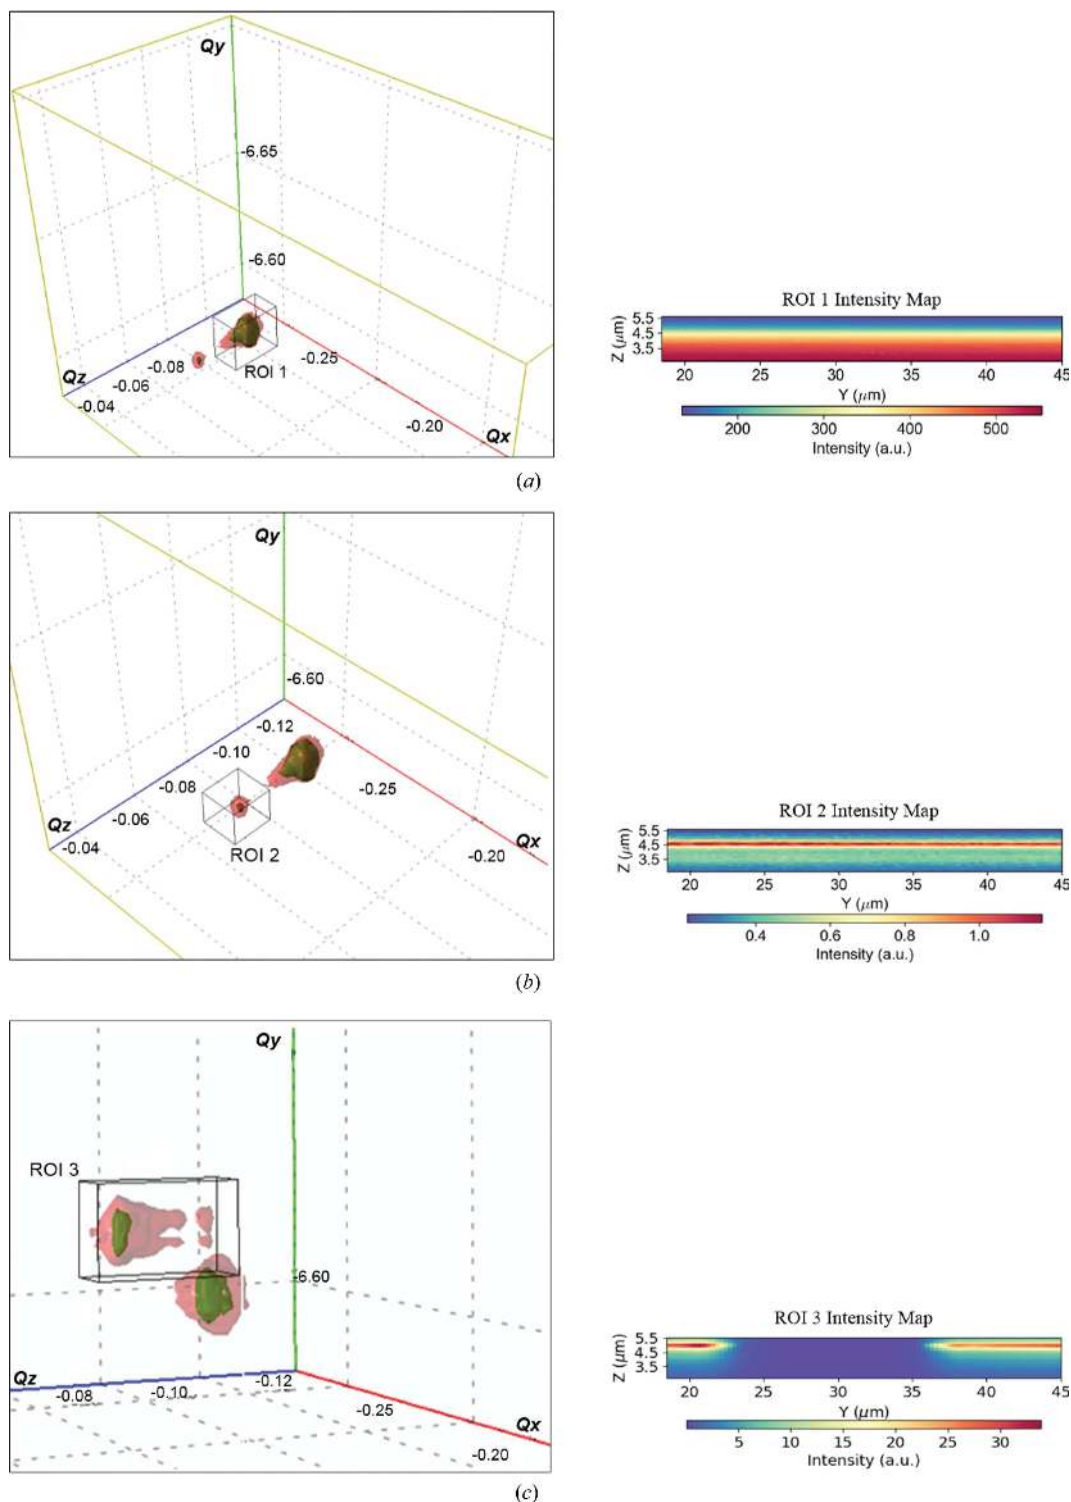 Qy
-6.65
-6.60
Qz
-0.04
-0.06
-0.08
ROI 1
-0.25
-0.20
Qx
ROI 1 Intensity Map
Z (μm)
5.5
4.5
3.5
20 25 30 35 40 45
Y (μm)
200 300 400 500
Intensity (a.u.)
(a)
Qy
-6.60
-0.12
-0.10
-0.08
-0.06
-0.04
Qz
ROI 2
-0.25
-0.20
Qx
ROI 2 Intensity Map
Z (μm)
5.5
4.5
3.5
20 25 30 35 40 45
Y (μm)
0.4 0.6 0.8 1.0
Intensity (a.u.)
(b)
Qy
ROI 3
-6.60
Qz
-0.08 -0.10 -0.12
-0.25
-0.20
Qx
ROI 3 Intensity Map
Z (μm)
5.5
4.5
3.5
20 25 30 35 40 45
Y (μm)
5 10 15 20 25 30
Intensity (a.u.)
(c)